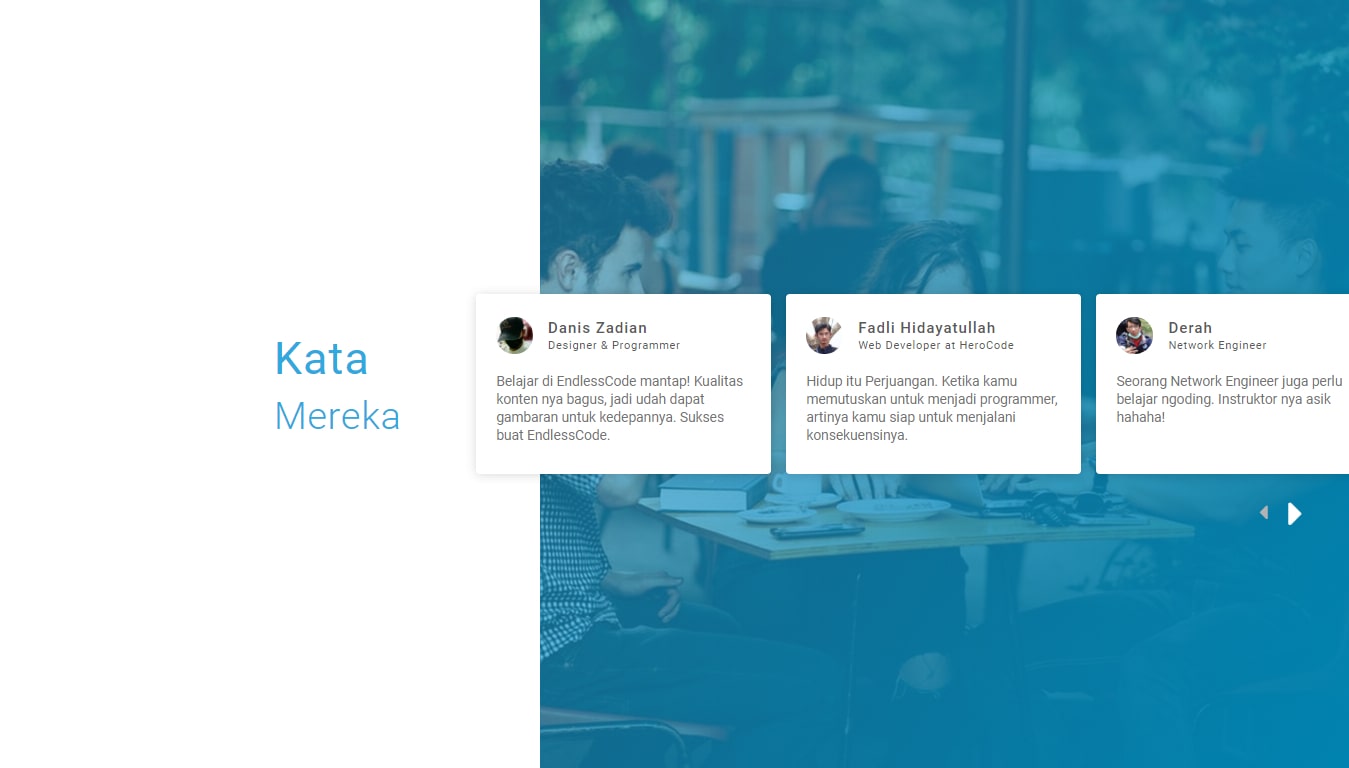 Kata
Mereka
Danis Zadian
Designer & Programmer
Belajar di EndlessCode mantap! Kualitas
konten nya bagus, jadi udah dapat
gambaran untuk kedepannya. Sukses
buat EndlessCode.
Fadli Hidayatullah
Web Developer at HeroCode
Hidup itu Perjuangan. Ketika kamu
memutuskan untuk menjadi programmer,
artinya kamu siap untuk menjalani
konsekuensinya.
Derah
Network Engineer
Seorang Network Engineer juga perlu
belajar ngoding. Instruktor nya asik
hahaha!